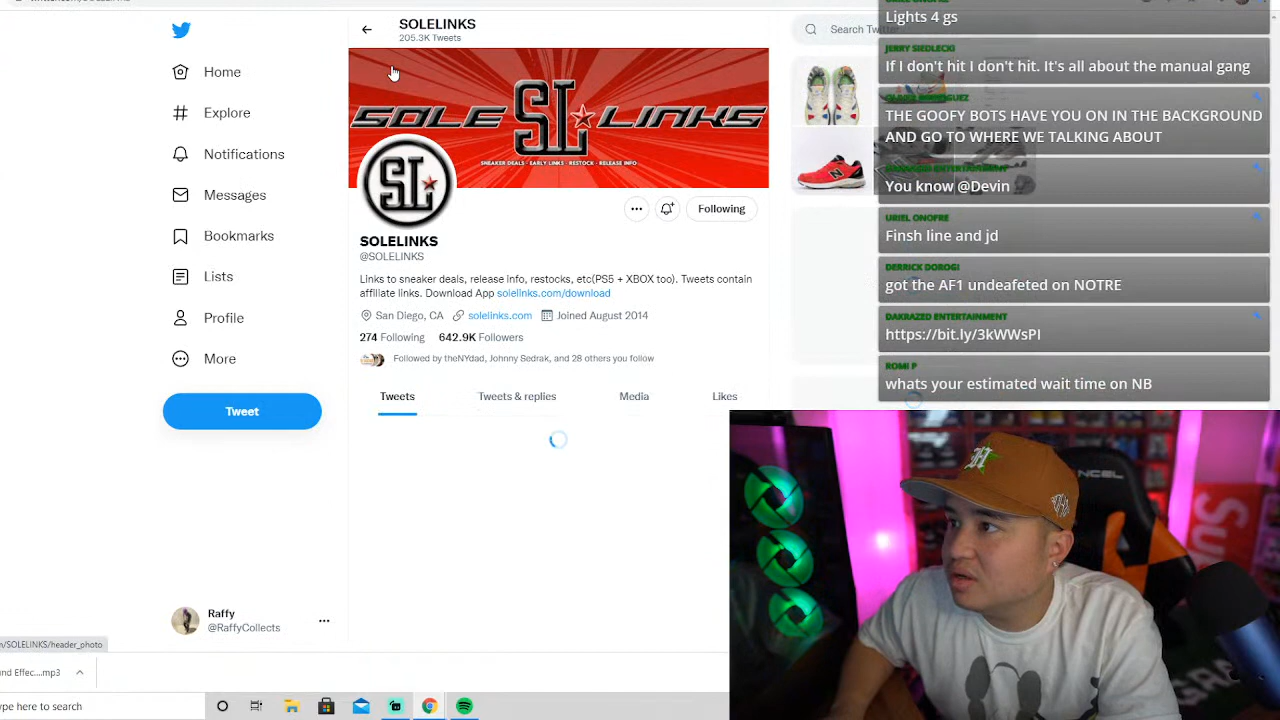 SOLELINKS
205.3K Tweets
Search Twitter
Home
Explore
Notifications
Messages
Bookmarks
Lists
Profile
More
Tweet
SOLE SL LINKS
SNEAKER DEALS - EARLY LINKS - RESTOCK - RELEASE INFO
SL
Following
SOLELINKS
@SOLELINKS
Links to sneaker deals, release info, restocks, etc(PS5 + XBOX too). Tweets contain
affiliate links. Download App solelinks.com/download
San Diego, CA solelinks.com Joined August 2014
274 Following 642.9K Followers
Followed by theNYdad, Johnny Sedrak, and 28 others you follow
Tweets Tweets & replies Media Likes
Raffy
@RaffyCollects
m/SOLELINKS/header_photo
nd Effec....mp3
ype here to search
Lights 4 gs
JERRY SIEDLECKI
If I don't hit I don't hit. It's all about the manual gang
THE GOOFY BOTS HAVE YOU ON IN THE BACKGROUND
AND GO TO WHERE WE TALKING ABOUT
You know @Devin
URIEL ONOFRE
Finsh line and jd
DERRICK DOROGI
got the AF1 undeafeted on NOTRE
DAKRAZED ENTERTAINMENT
https://bit.ly/3kWWsPI
ROMI P
whats your estimated wait time on NB